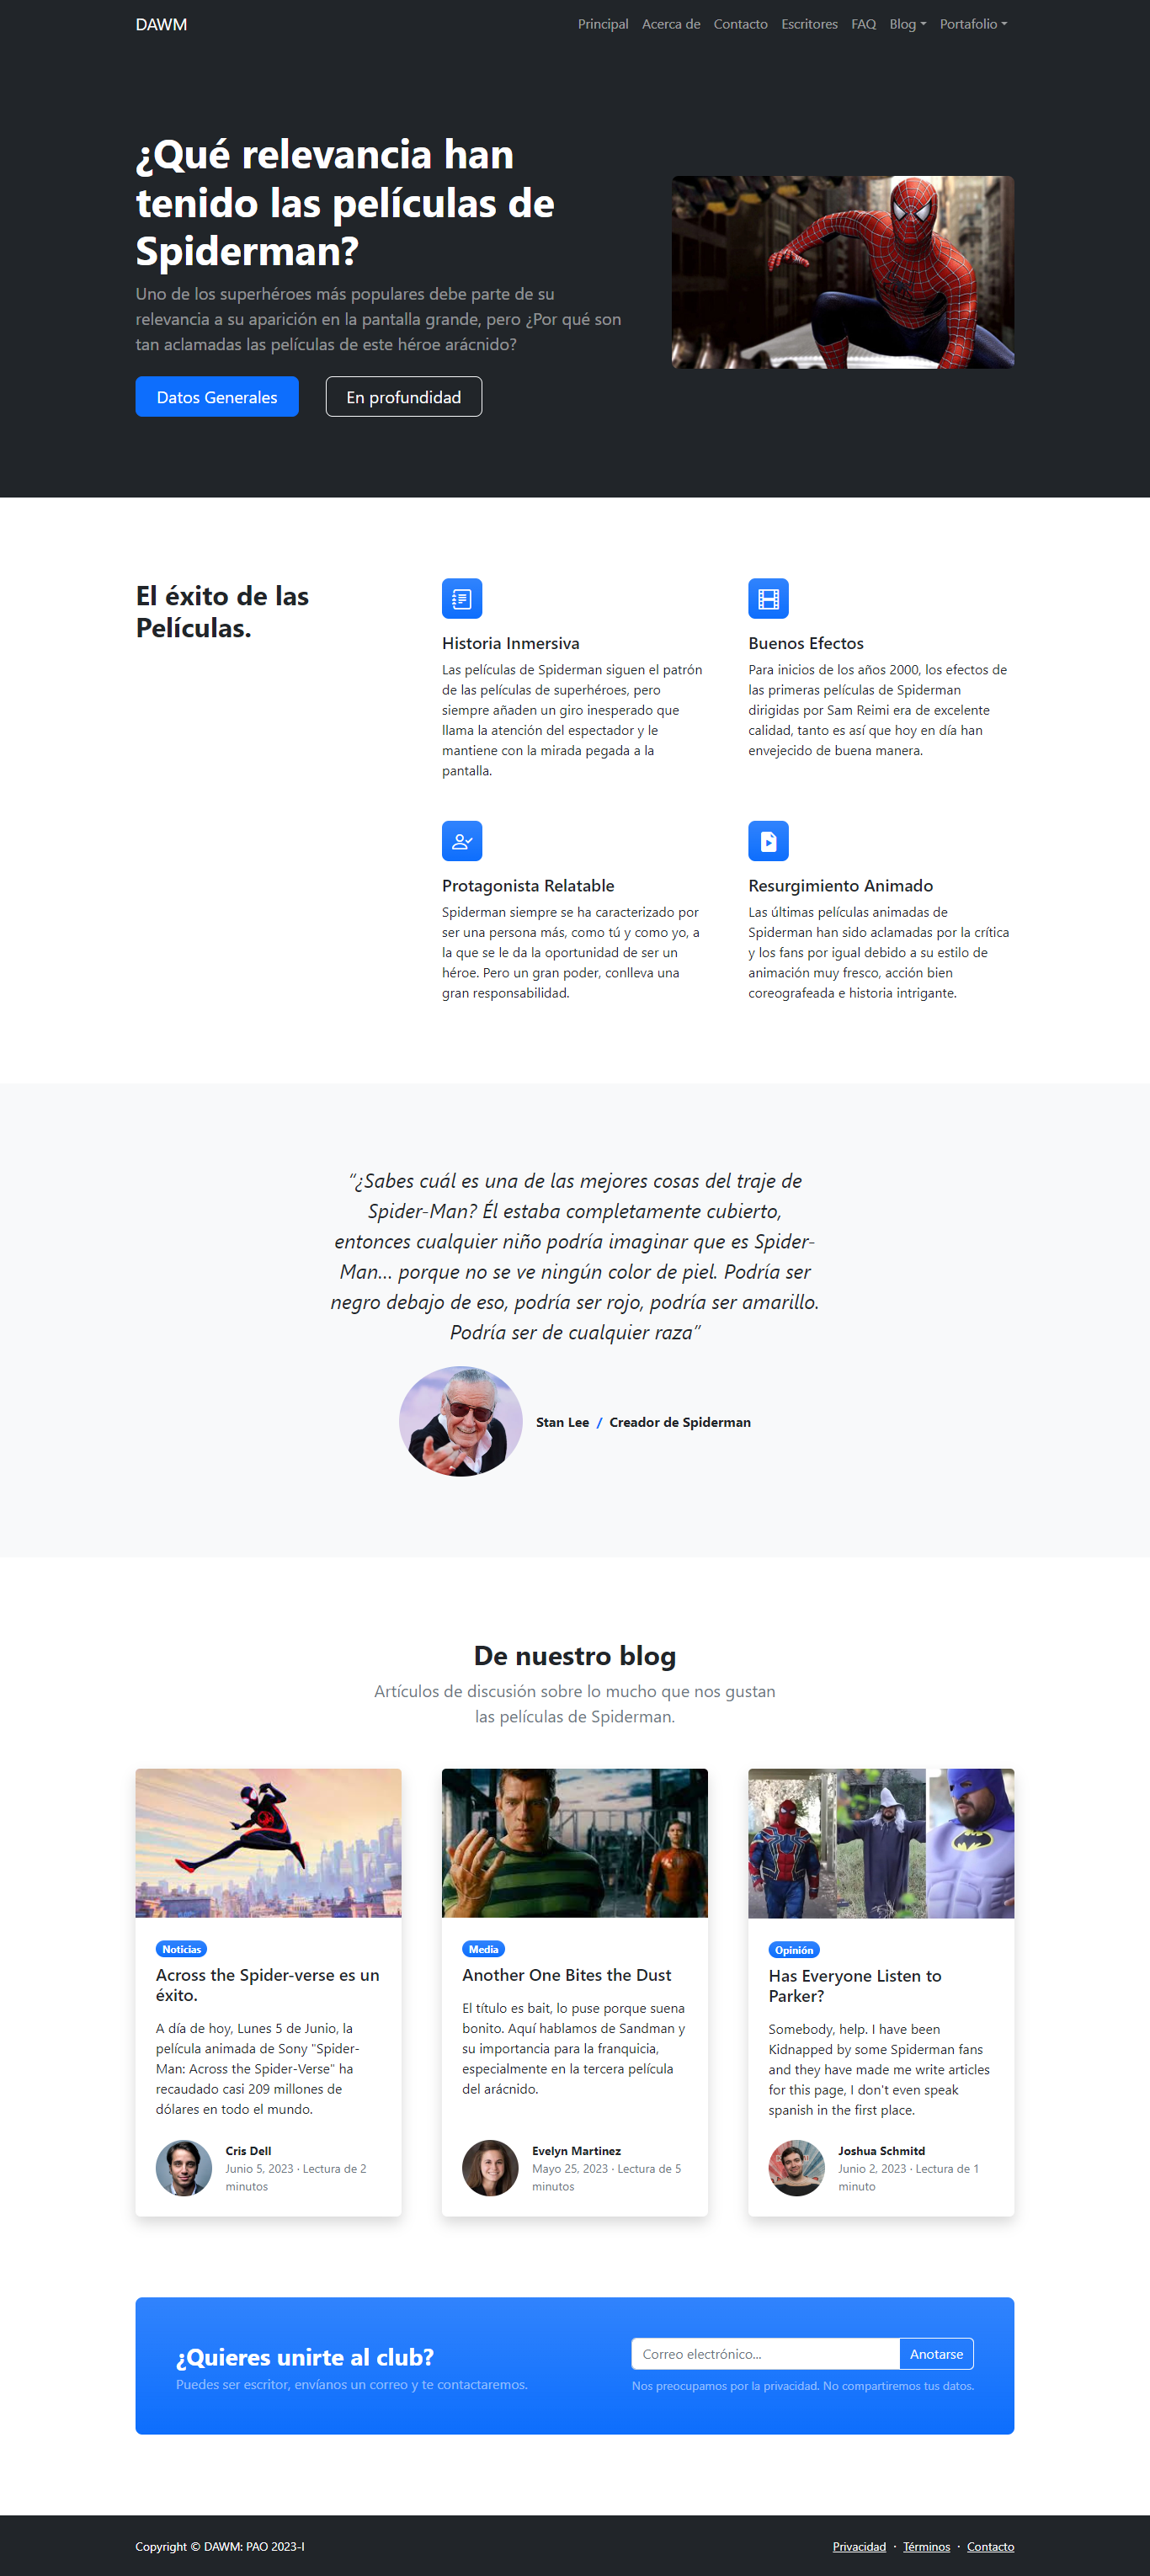 DAWM
Principal Acerca de Contacto Escritores FAQ Blog Portafolio
¿Qué relevancia han
tenido las películas de
Spiderman?
Uno de los superhéroes más populares debe parte de su
relevancia a su aparición en la pantalla grande, pero ¿Por qué son
tan aclamadas las películas de este héroe arácnido?
Datos Generales
En profundidad
El éxito de las
Películas.
Historia Inmersiva
Las películas de Spiderman siguen el patrón
de las películas de superhéroes, pero
siempre añaden un giro inesperado que
llama la atención del espectador y le
mantiene con la mirada pegada a la
pantalla.
Buenos Efectos
Para inicios de los años 2000, los efectos de
las primeras películas de Spiderman
dirigidas por Sam Reimi era de excelente
calidad, tanto es así que hoy en día han
envejecido de buena manera.
Protagonista Relatable
Spiderman siempre se ha caracterizado por
ser una persona más, como tú y como yo, a
la que se le da la oportunidad de ser un
héroe. Pero un gran poder, conlleva una
gran responsabilidad.
Resurgimiento Animado
Las últimas películas animadas de
Spiderman han sido aclamadas por la crítica
y los fans por igual debido a su estilo de
animación muy fresco, acción bien
coreografeada e historia intrigante.
“¿Sabes cuál es una de las mejores cosas del traje de
Spider-Man? Él estaba completamente cubierto,
entonces cualquier niño podría imaginar que es Spider-
Man... porque no se ve ningún color de piel. Podría ser
negro debajo de eso, podría ser rojo, podría ser amarillo.
Podría ser de cualquier raza”
Stan Lee / Creador de Spiderman
De nuestro blog
Artículos de discusión sobre lo mucho que nos gustan
las películas de Spiderman.
Noticias
Across the Spider-verse es un
éxito.
A día de hoy, Lunes 5 de Junio, la
película animada de Sony "Spider-
Man: Across the Spider-Verse" ha
recaudado casi 209 millones de
dólares en todo el mundo.
Cris Dell
Junio 5, 2023 · Lectura de 2
minutos
Media
Another One Bites the Dust
El título es bait, lo puse porque suena
bonito. Aquí hablamos de Sandman y
su importancia para la franquicia,
especialmente en la tercera película
del arácnido.
Evelyn Martinez
Mayo 25, 2023 · Lectura de 5
minutos
Opinión
Has Everyone Listen to
Parker?
Somebody, help. I have been
Kidnapped by some Spiderman fans
and they have made me write articles
for this page, I don't even speak
spanish in the first place.
Joshua Schmitd
Junio 2, 2023 · Lectura de 1
minuto
¿Quieres unirte al club?
Puedes ser escritor, envíanos un correo y te contactaremos.
Correo electrónico...
Anotarse
Nos preocupamos por la privacidad. No compartiremos tus datos.
Copyright © DAWM: PAO 2023-I
Privacidad · Términos · Contacto